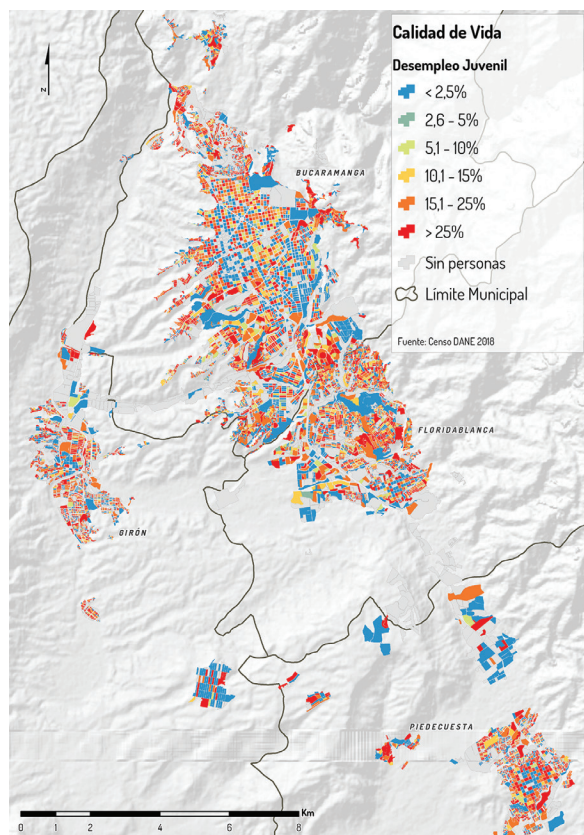 Calidad de Vida
Desempleo Juvenil
< 2,5%
2,6 - 5%
5,1 - 10%
10,1 - 15%
15,1 - 25%
> 25%
Sin personas
Límite Municipal
Fuente: Censo DANE 2018
N
BUCARAMANGA
FLORIDABLANCA
GIRÓN
PIEDECUESTA
Km
0 1 2 4 6 8